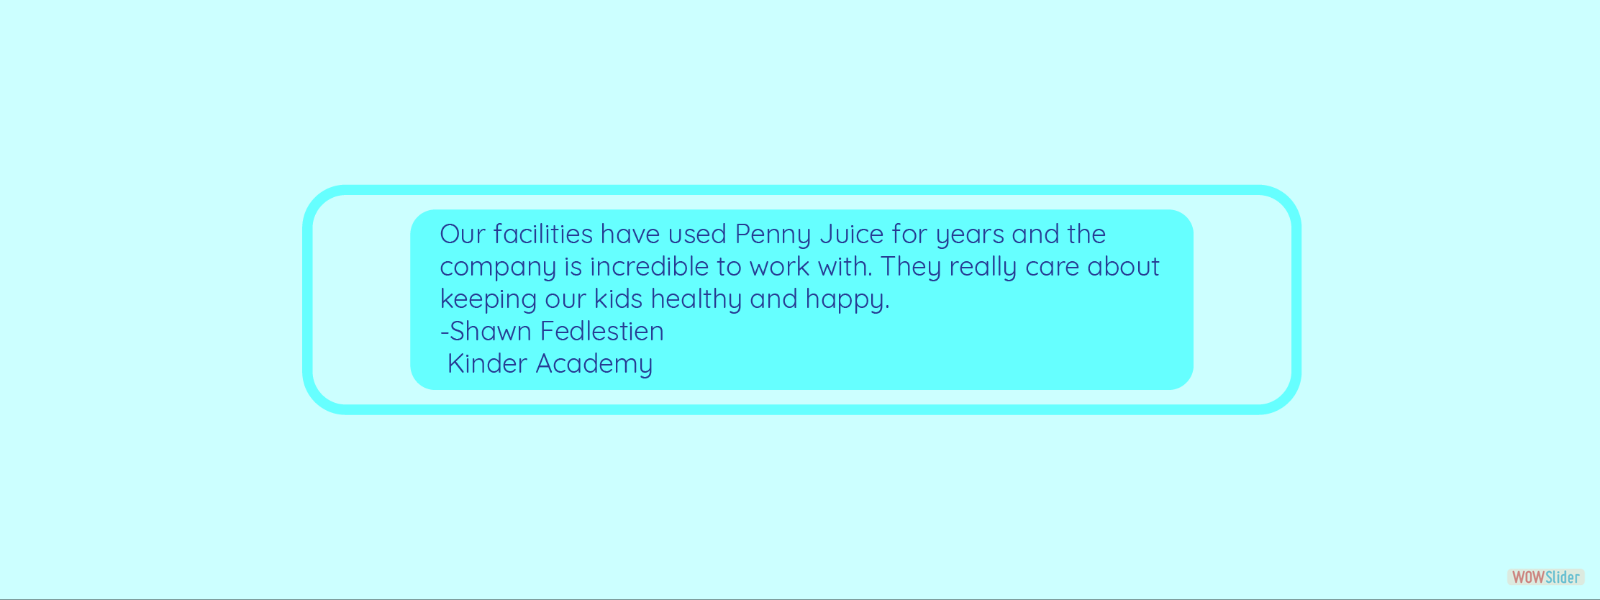 Our facilities have used Penny Juice for years and the
company is incredible to work with. They really care about
keeping our kids healthy and happy.
-Shawn Fedlestien
Kinder Academy
WOWSlider